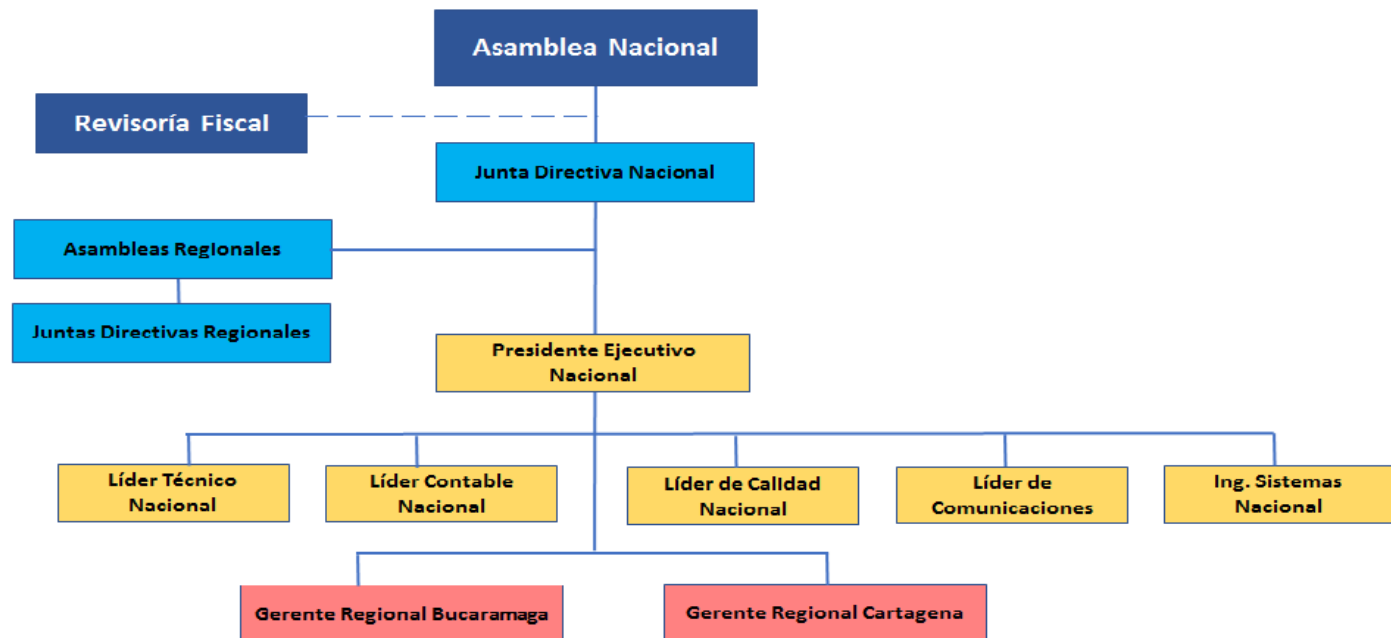 Asamblea Nacional
Revisoría Fiscal
Junta Directiva Nacional
Asambleas Regionales
Juntas Directivas Regionales
Presidente Ejecutivo
Nacional
Líder Técnico
Nacional
Líder Contable
Nacional
Líder de Calidad
Nacional
Líder de
Comunicaciones
Ing. Sistemas
Nacional
Gerente Regional Bucaramaga
Gerente Regional Cartagena